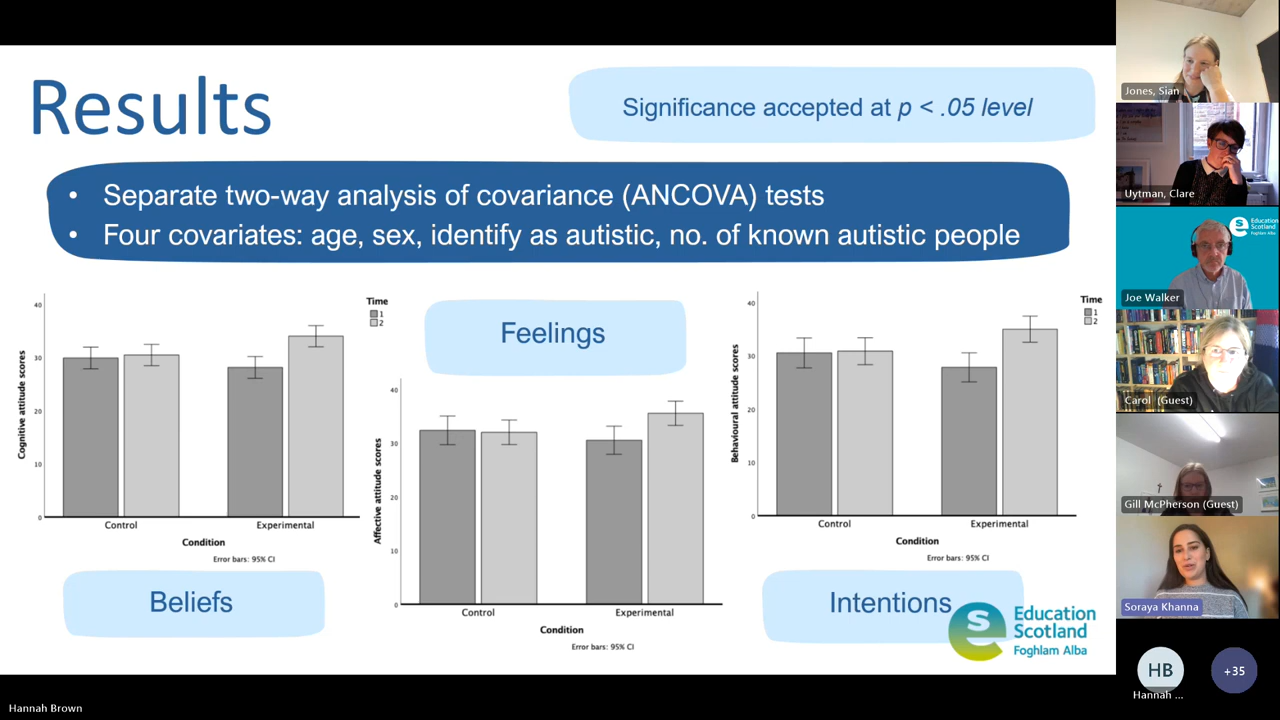 Results
Significance accepted at p < .05 level
• Separate two-way analysis of covariance (ANCOVA) tests
• Four covariates: age, sex, identify as autistic, no. of known autistic people
Cognitive attitude scores
40
30
20
10
0
Control
Experimental
Condition
Error bars: 95% CI
Time
1
2
Beliefs
Feelings
Affective attitude scores
40
30
20
10
0
Control
Experimental
Condition
Error bars: 95% CI
Behavioural attitude scores
40
30
20
10
0
Control
Experimental
Condition
Error bars: 95% CI
Time
1
2
Intentions
Education
Scotland
Foghlam Alba
Jones, Sian
Uytman, Clare
Education
Scotland
Foghlam Alba
Joe Walker
Carol (Guest)
Gill McPherson (Guest)
Soraya Khanna
HB
Hannah ...
+35
Hannah Brown